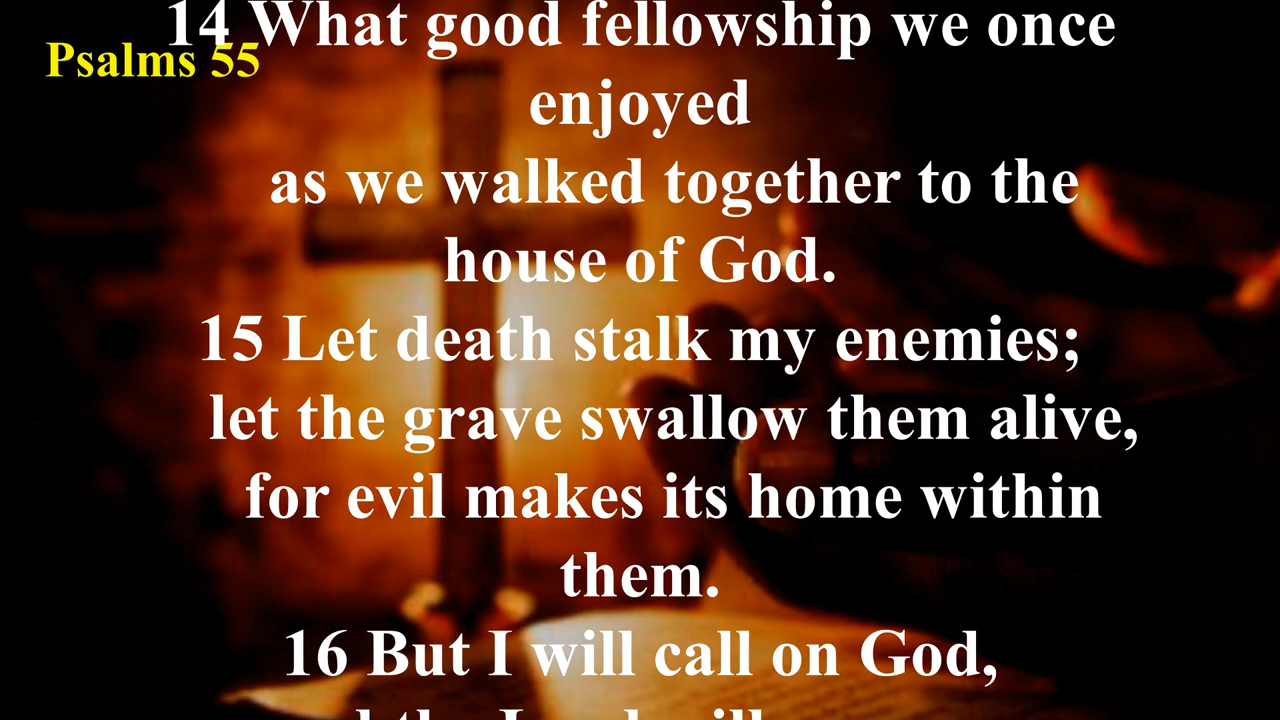 14 What good fellowship we once
Psalms 55
enjoyed
as we walked together to the
house of God.
15 Let death stalk my enemies;
let the grave swallow them alive,
for evil makes its home within
them.
16 But I will call on God,